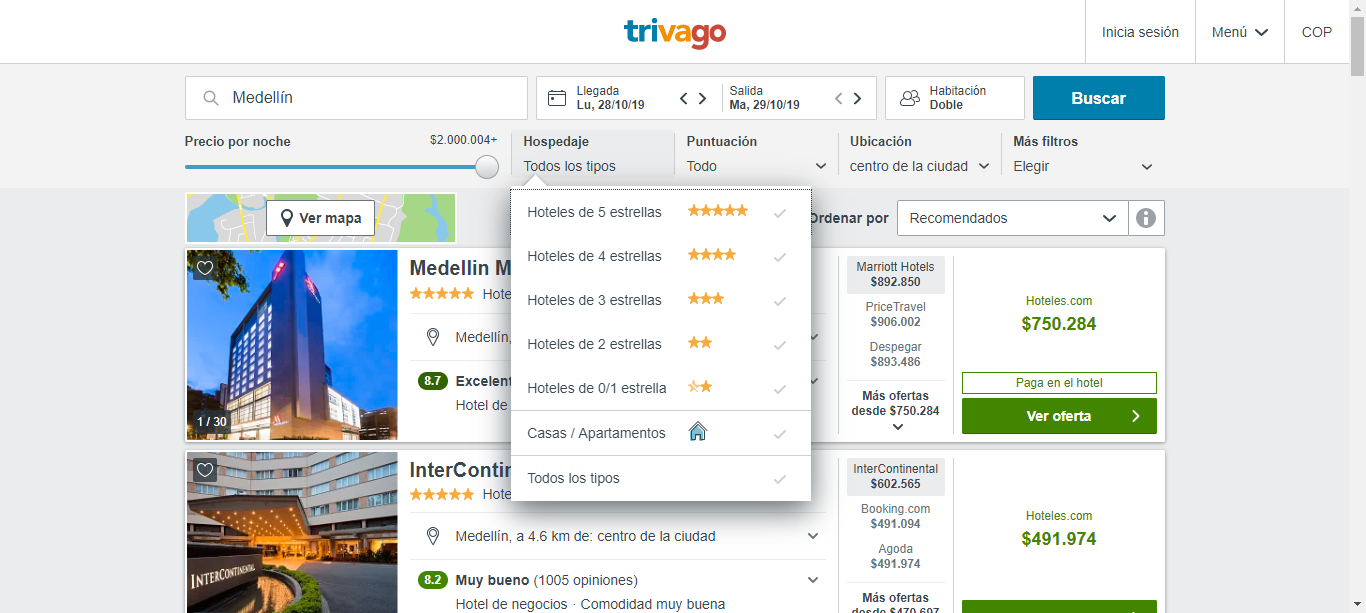 trivago
Inicia sesión
Menú
COP
Medellín
Llegada
Lu, 28/10/19
Salida
Ma, 29/10/19
Habitación
Doble
Buscar
Precio por noche
$2.000.004+
Hospedaje
Todos los tipos
Puntuación
Todo
Ubicación
centro de la ciudad
Más filtros
Elegir
Ver mapa
Hoteles de 5 estrellas
Hoteles de 4 estrellas
Hoteles de 3 estrellas
Hoteles de 2 estrellas
Hoteles de 0/1 estrella
Casas / Apartamentos
Todos los tipos
Ordenar por
Recomendados
1 / 30
Medellin M
Hote
Medellín,
8.7 Excelent
Hotel de
Marriott Hotels
$892.850
PriceTravel
$906.002
Despegar
$893.486
Más ofertas
desde $750.284
Hoteles.com
$750.284
Paga en el hotel
Ver oferta
INTERCONTINENTAL
InterContin
Hote
Medellín, a 4.6 km de: centro de la ciudad
8.2 Muy bueno (1005 opiniones)
Hotel de negocios · Comodidad muy buena
InterContinental
$602.565
Booking.com
$491.094
Agoda
$491.974
Más ofertas
desde $470.697
Hoteles.com
$491.974